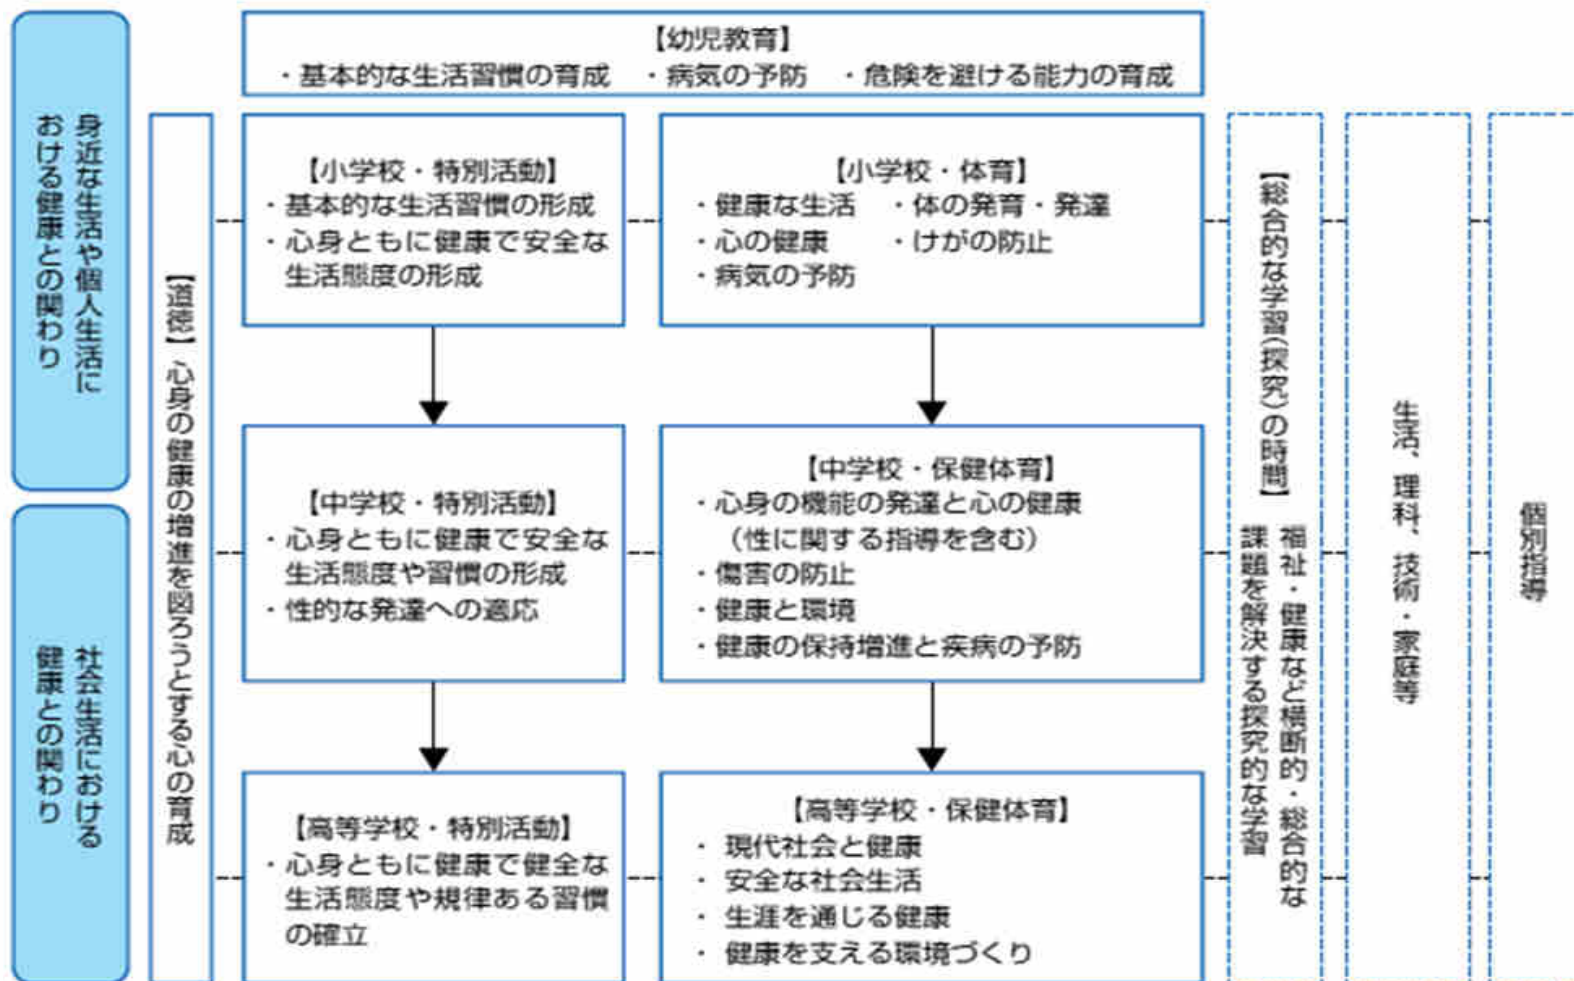 【幼児教育】
・基本的な生活習慣の育成 ・病気の予防 ・危険を避ける能力の育成
身近な生活や個人生活に
おける健康との関わり
社会生活における
健康との関わり
【道徳】心身の健康の増進を図ろうとする心の育成
【小学校・特別活動】
・基本的な生活習慣の形成
・心身ともに健康で安全な
生活態度の形成
【小学校・体育】
・健康な生活 ・体の発育・発達
・心の健康 ・けがの防止
・病気の予防
【中学校・特別活動】
・心身ともに健康で安全な
生活態度や習慣の形成
・性的な発達への適応
【中学校・保健体育】
・心身の機能の発達と心の健康
（性に関する指導を含む）
・傷害の防止
・健康と環境
・健康の保持増進と疾病の予防
【高等学校・特別活動】
・心身ともに健康で健全な
生活態度や規律ある習慣
の確立
【高等学校・保健体育】
・ 現代社会と健康
・ 安全な社会生活
・ 生涯を通じる健康
・ 健康を支える環境づくり
【総合的な学習（探究）の時間】
福祉・健康など横断的・総合的な
課題を解決する探究的な学習
生活、理科、技術・家庭等
個別指導